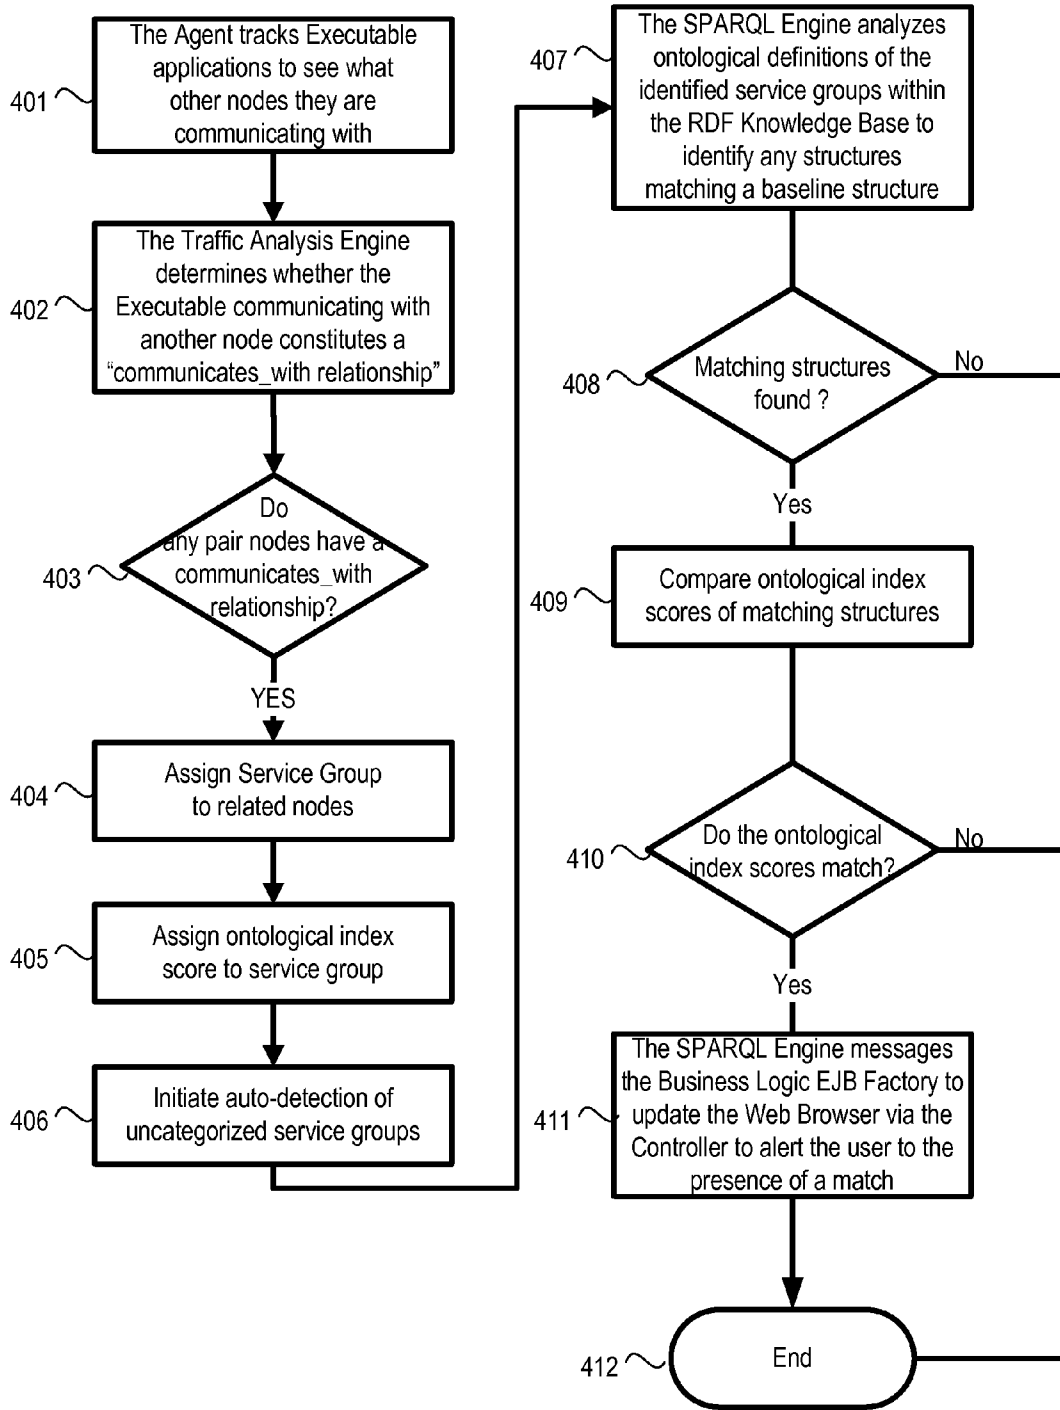 The Agent tracks Executable
applications to see what
other nodes they are
communicating with
401
The Traffic Analysis Engine
determines whether the
Executable communicating with
another node constitutes a
“communicates_with relationship”
402
Do
any pair nodes have a
communicates_with
relationship?
403
YES
Assign Service Group
to related nodes
404
Assign ontological index
score to service group
405
Initiate auto-detection of
uncategorized service groups
406
The SPARQL Engine analyzes
ontological definitions of the
identified service groups within
the RDF Knowledge Base to
identify any structures
matching a baseline structure
407
Matching structures
found ?
408
No
Yes
Compare ontological index
scores of matching structures
409
Do the ontological
index scores match?
410
No
Yes
The SPARQL Engine messages
the Business Logic EJB Factory to
update the Web Browser via the
Controller to alert the user to the
presence of a match
411
End
412